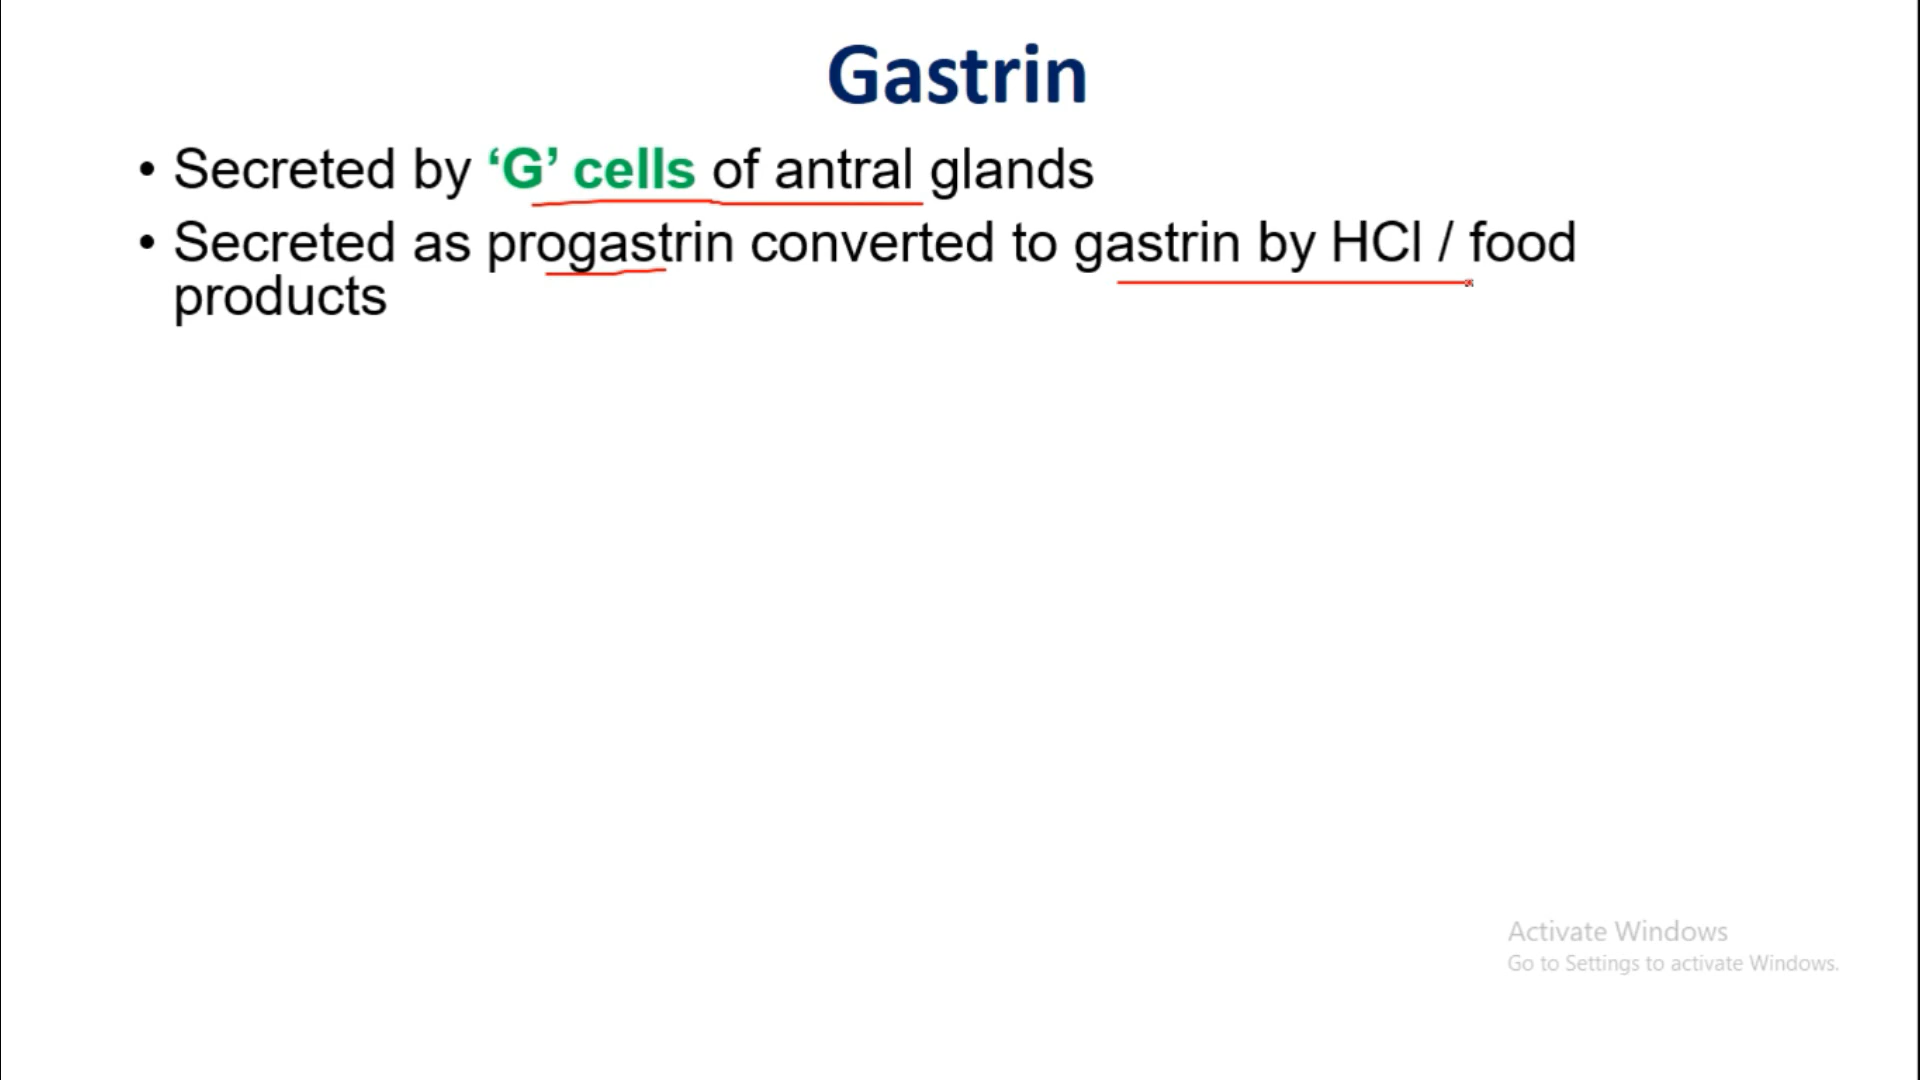 Gastrin
• Secreted by ‘G’ cells of antral glands
• Secreted as progastrin converted to gastrin by HCl / food
products
Activate Windows
Go to Settings to activate Windows.